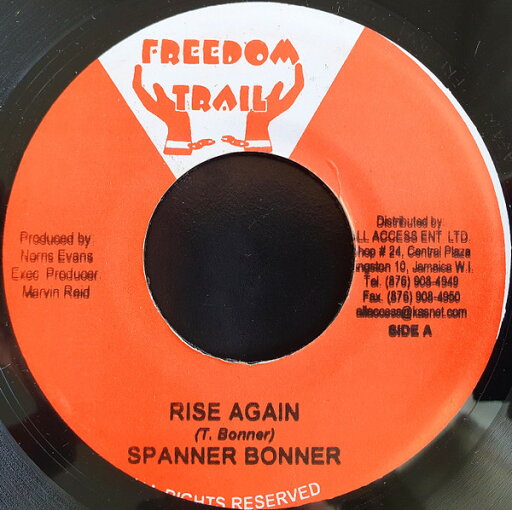 FREEDOM
TRAIL
Produced by
Norris Evans
Exec. Producer
Marvin Reid
Distributed by
ALL ACCESS ENT. LTD.
Shop # 24, Central Plaza
Kingston 10, Jamaica W.I.
Tel. (876) 908-4949
Fax. (876) 908-4950
allaccess@kasnet.com
SIDE A
RISE AGAIN
(T. Bonner)
SPANNER BONNER
RIGHTS RESERVED